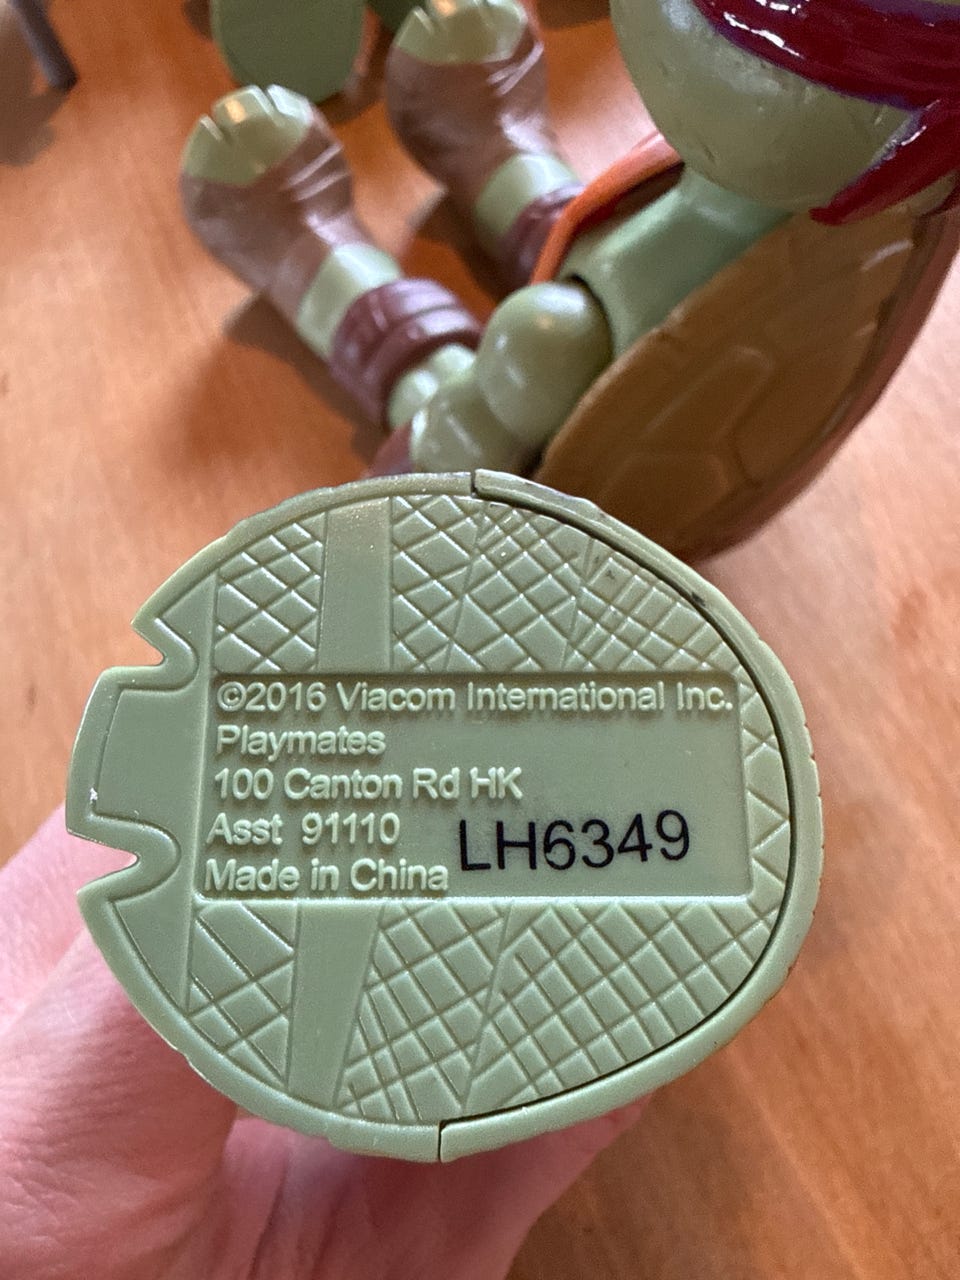 ©2016 Viacom International Inc.
Playmates
100 Canton Rd HK
Asst 91110
Made in China
LH6349